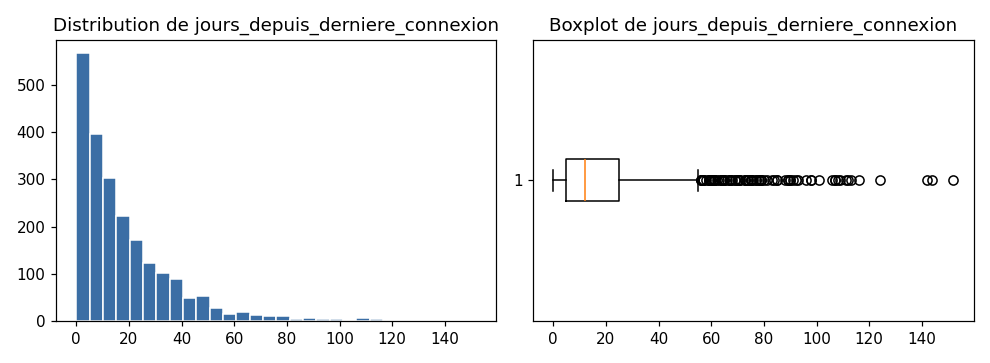 Distribution de jours_depuis_derniere_connexion
500
400
300
200
100
0
0 20 40 60 80 100 120 140
Boxplot de jours_depuis_derniere_connexion
1
0 20 40 60 80 100 120 140